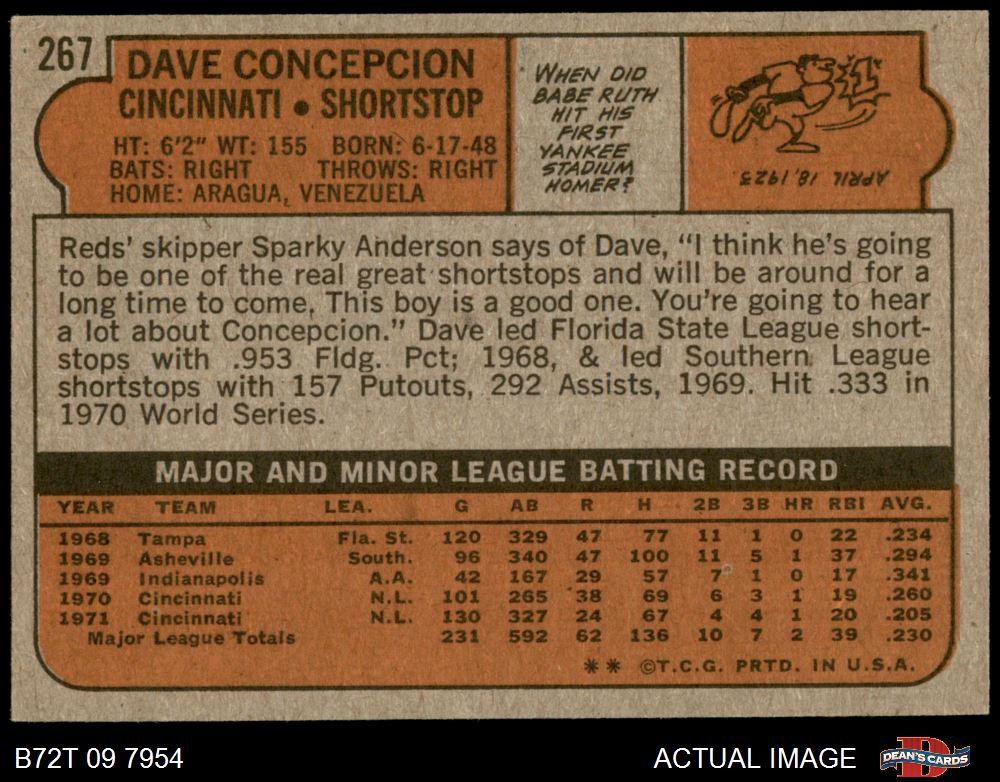 267
DAVE CONCEPCION
CINCINNATI • SHORTSTOP
HT: 6'2" WT: 155 BORN: 6-17-48
BATS: RIGHT THROWS: RIGHT
HOME: ARAGUA, VENEZUELA
WHEN DID
BABE RUTH
HIT HIS
FIRST
YANKEE
STADIUM
HOMER?
APRIL 18, 1923.
Reds' skipper Sparky Anderson says of Dave, "I think he's going
to be one of the real great shortstops and will be around for a
long time to come, This boy is a good one. You're going to hear
a lot about Concepcion." Dave led Florida State League short-
stops with .953 Fldg. Pct; 1968, & led Southern League
shortstops with 157 Putouts, 292 Assists, 1969. Hit .333 in
1970 World Series.
MAJOR AND MINOR LEAGUE BATTING RECORD
YEAR TEAM LEA. G AB R H 2B 3B HR RBI AVG.
1968 Tampa Fla. St. 120 329 47 77 11 1 0 22 .234
1969 Asheville South. 96 340 47 100 11 5 1 37 .294
1969 Indianapolis A.A. 42 167 29 57 7 1 0 17 .341
1970 Cincinnati N.L. 101 265 38 69 6 3 1 19 .260
1971 Cincinnati N.L. 130 327 24 67 4 4 1 20 .205
Major League Totals 231 592 62 136 10 7 2 39 .230
** ©T.C.G. PRTD. IN U.S.A.
B72T 09 7954
ACTUAL IMAGE
DEAN'S CARDS